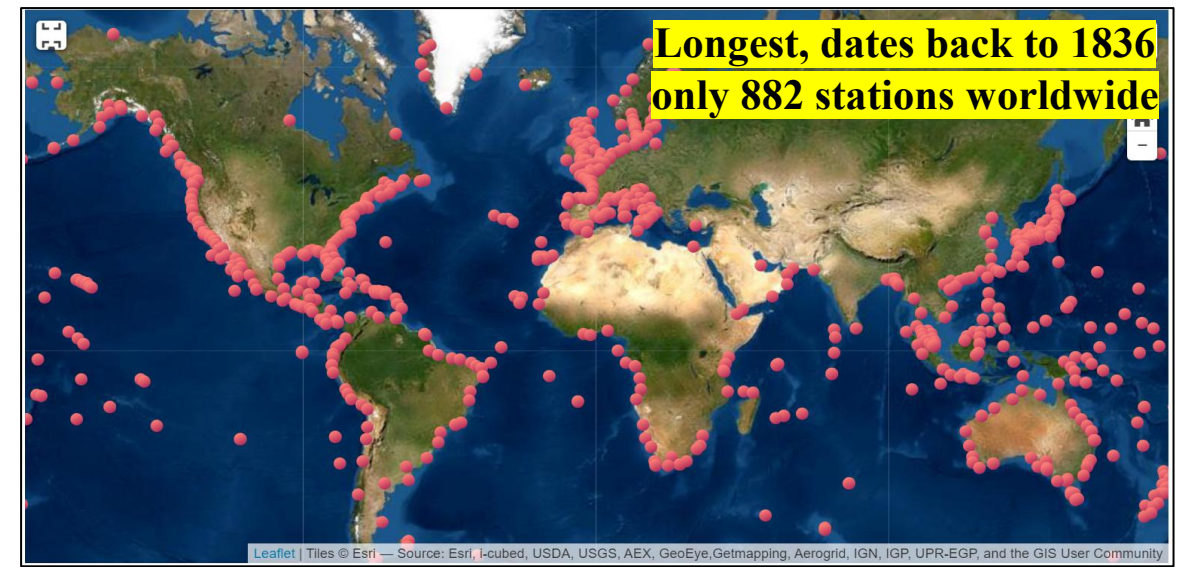 Longest, dates back to 1836
only 882 stations worldwide
−
Leaflet | Tiles © Esri — Source: Esri, i-cubed, USDA, USGS, AEX, GeoEye,Getmapping, Aerogrid, IGN, IGP, UPR-EGP, and the GIS User Community